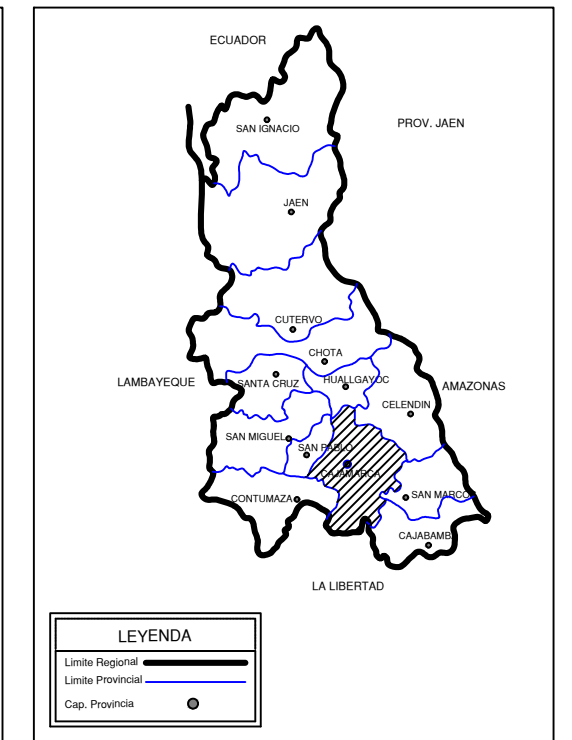 ECUADOR
PROV. JAEN
SAN IGNACIO
JAEN
CUTERVO
CHOTA
LAMBAYEQUE
SANTA CRUZ
HUALLGAYOC
AMAZONAS
CELENDIN
SAN MIGUEL
SAN PABLO
CAJAMARCA
CONTUMAZA
SAN MARCOS
CAJABAMBA
LA LIBERTAD
LEYENDA
Limite Regional
Limite Provincial
Cap. Provincia